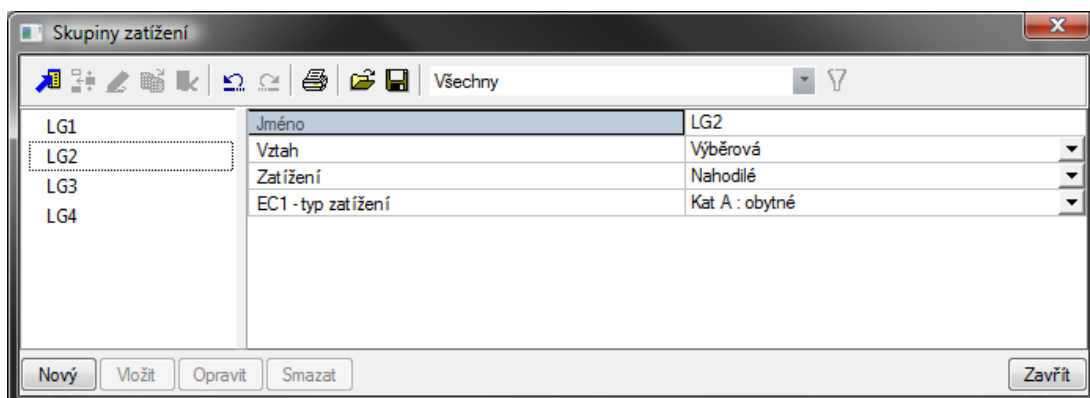 Skupiny zatížení
Všechny
LG1
LG2
LG3
LG4
Jméno LG2
Vztah Výběrová
Zatížení Nahodilé
EC1 - typ zatížení Kat A : obytné
Nový Vložit Opravit Smazat Zavřít